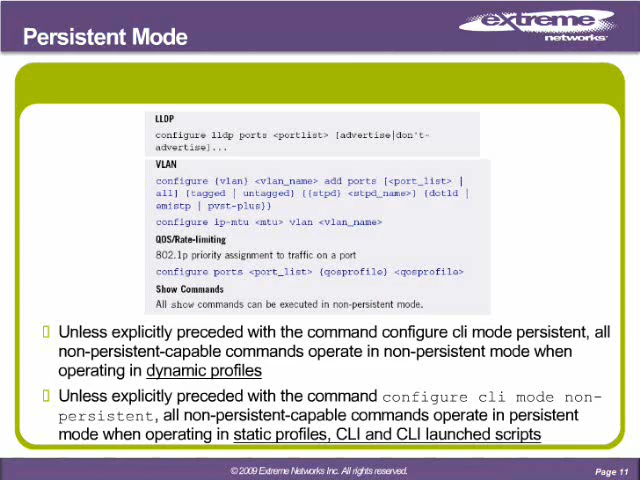 Persistent Mode
extreme
networks
LLDP
configure lldp ports <portlist> [advertise|don't-
advertise]...
VLAN
configure {vlan} <vlan_name> add ports [<port_list> |
all] {tagged | untagged} {{stpd} <stpd_name>} {dot1d |
emistp | pvst-plus}}
configure ip-mtu <mtu> vlan <vlan_name>
QOS/Rate-limiting
802.1p priority assignment to traffic on a port
configure ports <port_list> {qosprofile} <qosprofile>
Show Commands
All show commands can be executed in non-persistent mode.
Unless explicitly preceded with the command configure cli mode persistent, all
non-persistent-capable commands operate in non-persistent mode when
operating in dynamic profiles
Unless explicitly preceded with the command configure cli mode non-
persistent, all non-persistent-capable commands operate in persistent
mode when operating in static profiles, CLI and CLI launched scripts
©2009 Extreme Networks Inc. All rights reserved.
Page 11